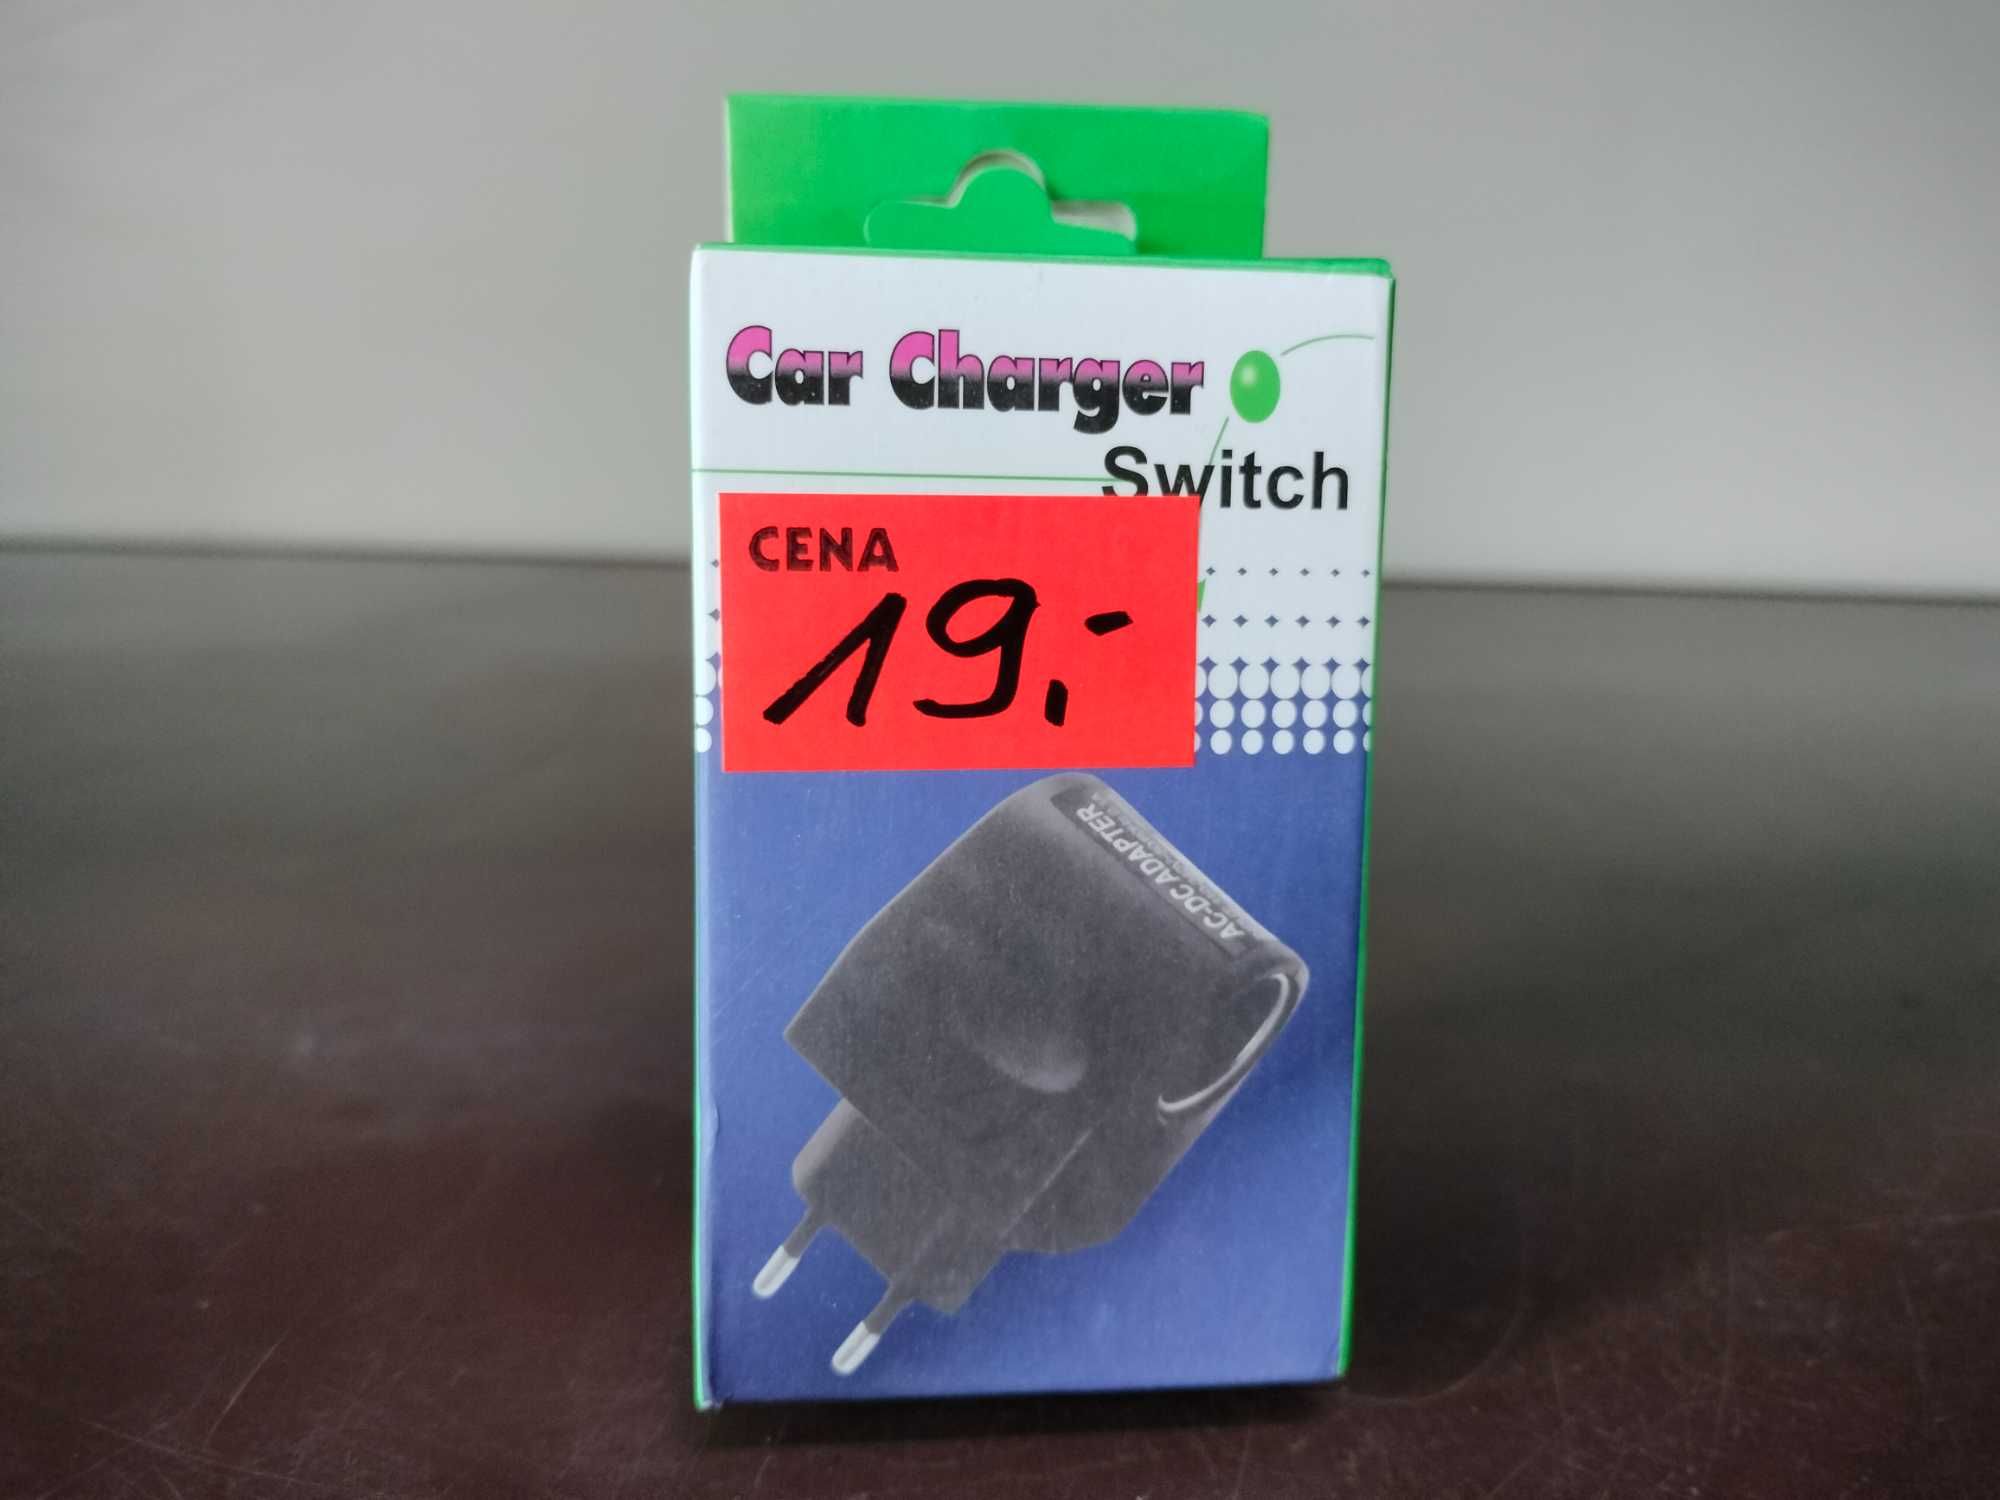 Car Charger
Switch
CENA
19.-
AC-DC ADAPTER